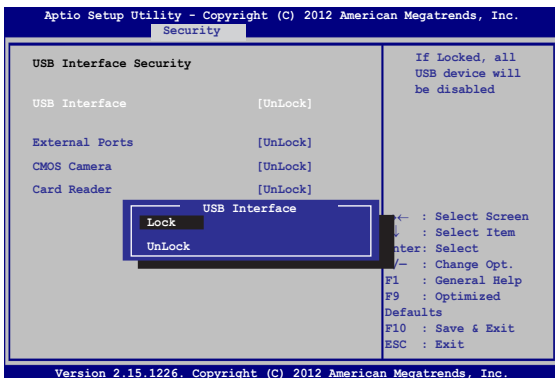 Aptio Setup Utility - Copyright (C) 2012 American Megatrends, Inc.
Security
USB Interface Security
USB Interface [UnLock]
External Ports [UnLock]
CMOS Camera [UnLock]
Card Reader [UnLock]
USB Interface
Lock
UnLock
If Locked, all
USB device will
be disabled
→← : Select Screen
↓ : Select Item
nter: Select
/— : Change Opt.
F1 : General Help
F9 : Optimized
Defaults
F10 : Save & Exit
ESC : Exit
Version 2.15.1226. Copyright (C) 2012 American Megatrends, Inc.